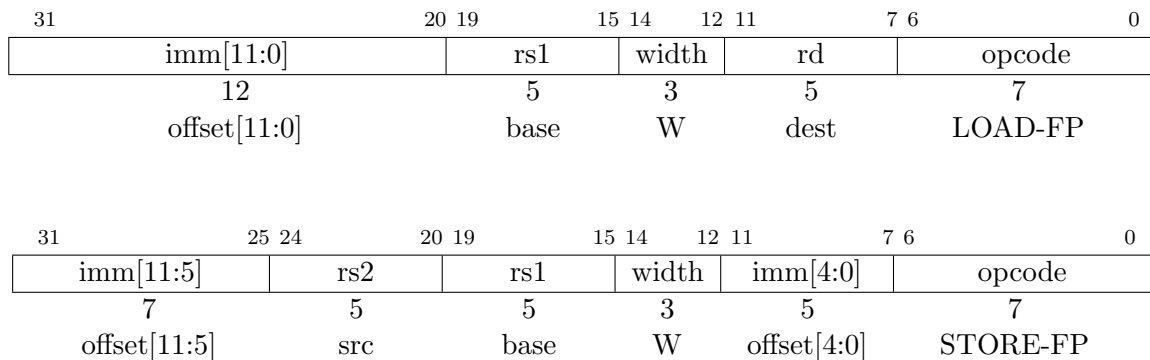 31 20 19 15 14 12 11 7 6 0
imm[11:0] rs1 width rd opcode
12 5 3 5 7
offset[11:0] base W dest LOAD-FP
31 25 24 20 19 15 14 12 11 7 6 0
imm[11:5] rs2 rs1 width imm[4:0] opcode
7 5 5 3 5 7
offset[11:5] src base W offset[4:0] STORE-FP